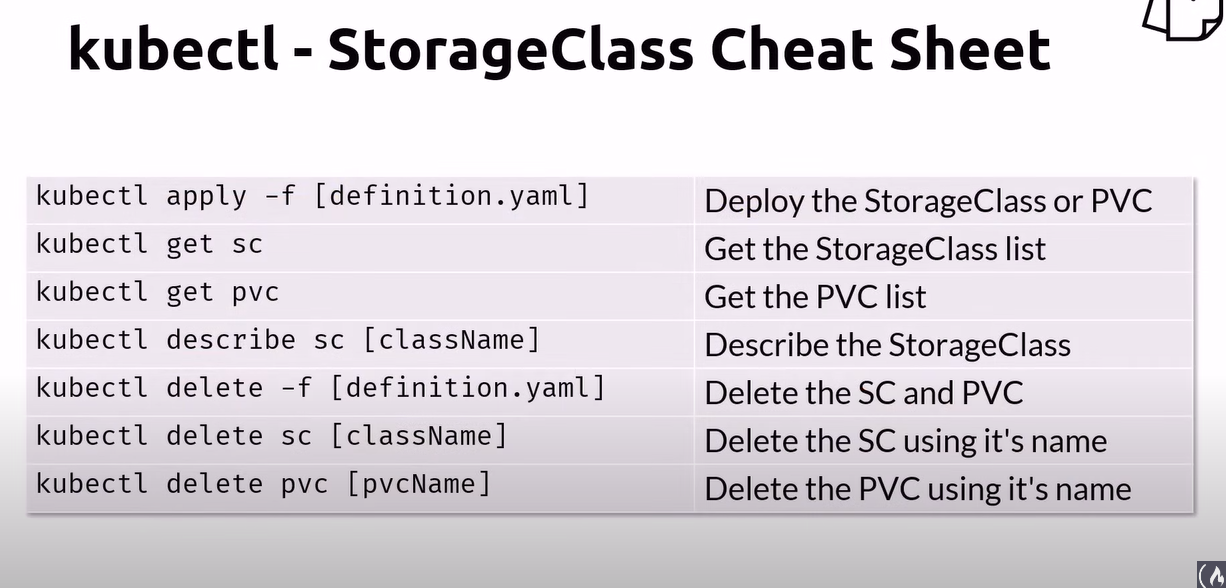 kubectl - StorageClass Cheat Sheet
kubectl apply -f [definition.yaml] Deploy the StorageClass or PVC
kubectl get sc Get the StorageClass list
kubectl get pvc Get the PVC list
kubectl describe sc [className] Describe the StorageClass
kubectl delete -f [definition.yaml] Delete the SC and PVC
kubectl delete sc [className] Delete the SC using it's name
kubectl delete pvc [pvcName] Delete the PVC using it's name